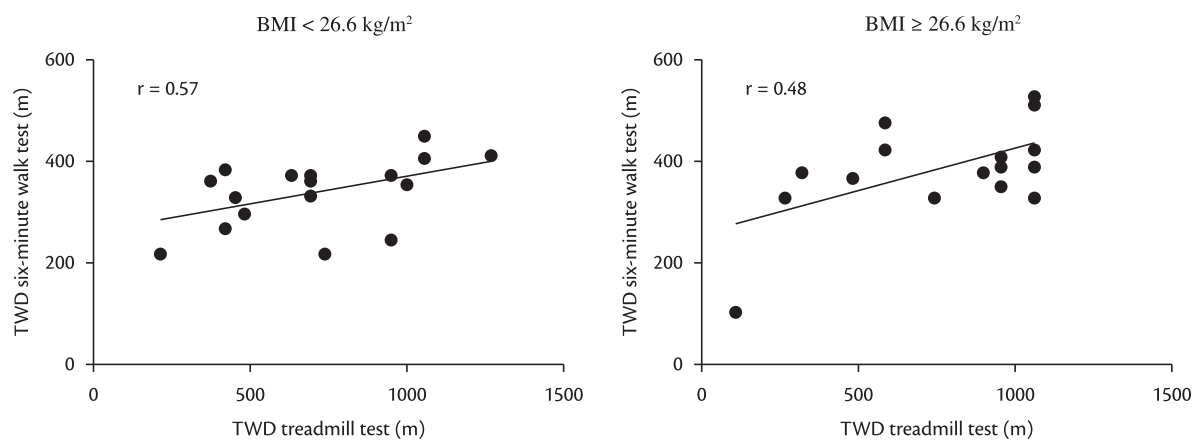 BMI < 26.6 kg/m²
600
400
200
0
r = 0.57
TWD six-minute walk test (m)
0
500
1000
1500
TWD treadmill test (m)
BMI ≥ 26.6 kg/m²
600
400
200
0
r = 0.48
TWD six-minute walk test (m)
0
500
1000
1500
TWD treadmill test (m)